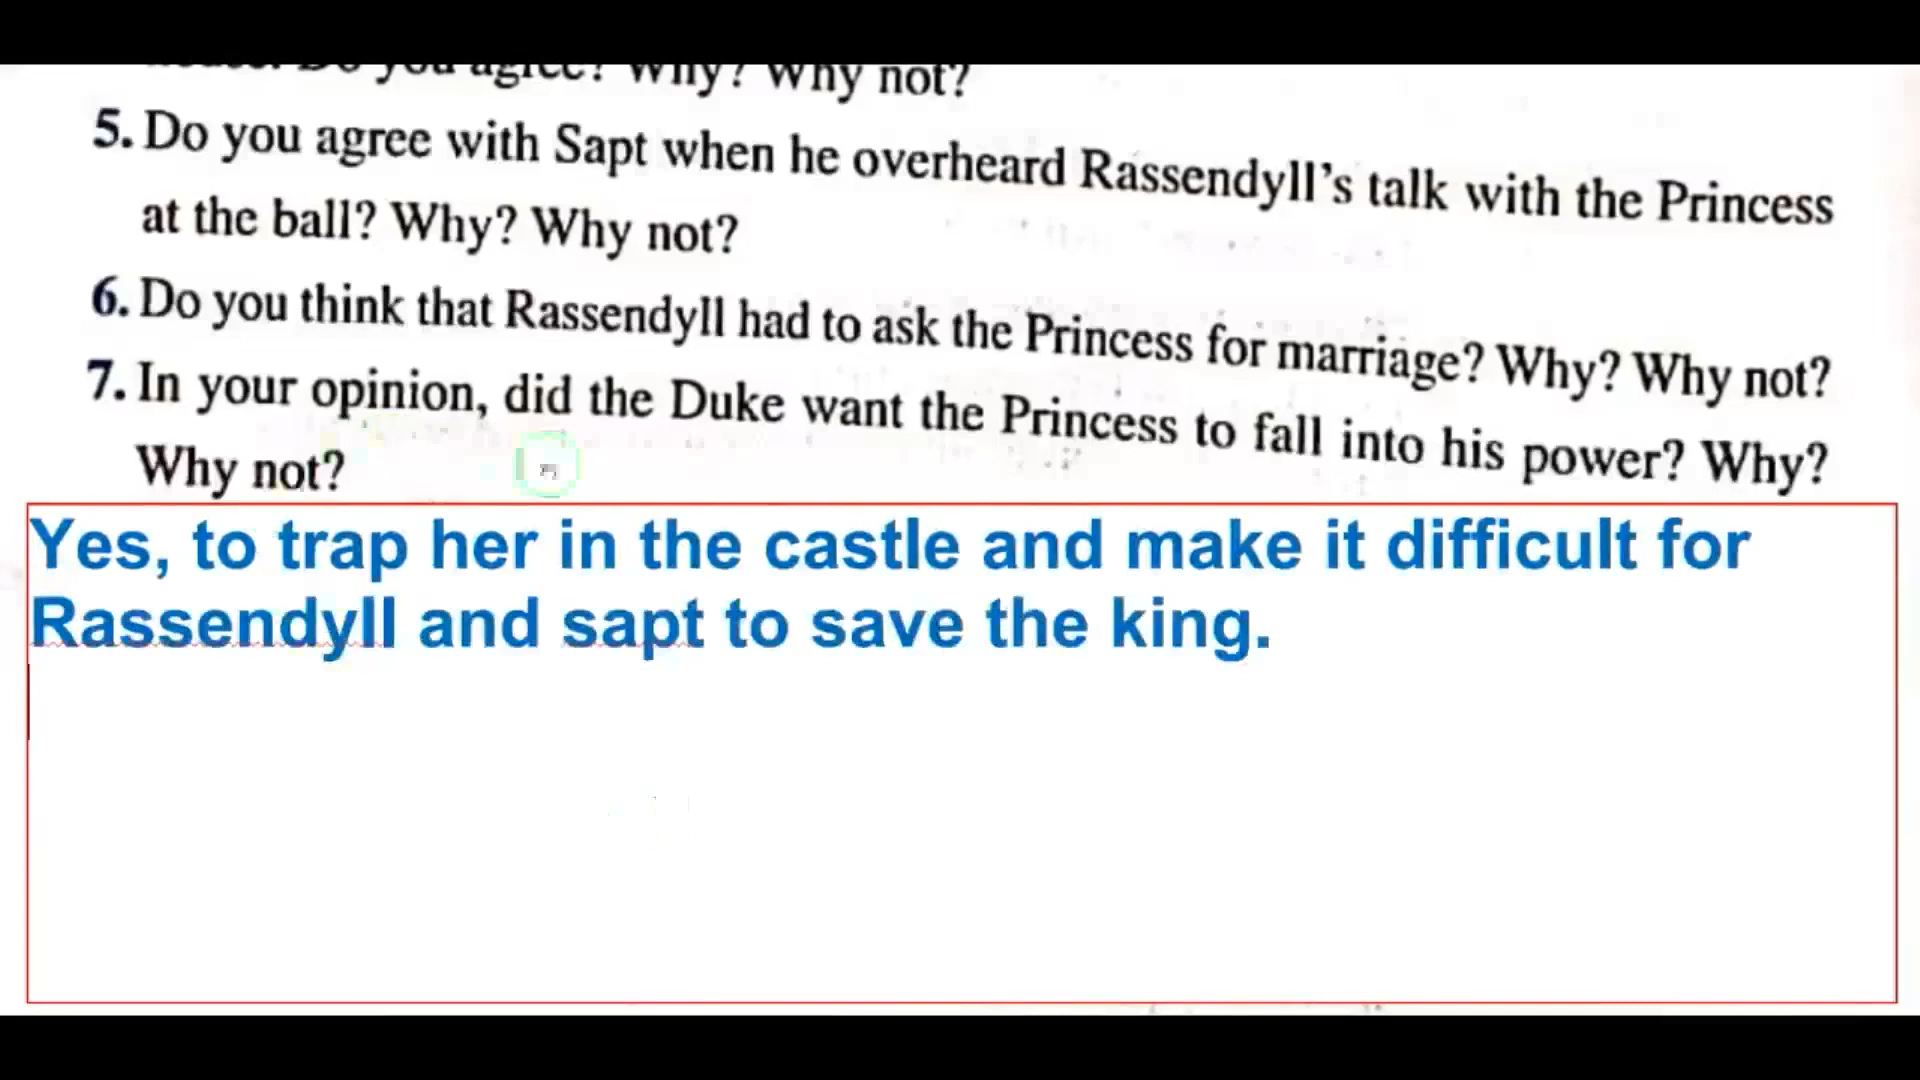 Do you agree? Why? Why not?
5. Do you agree with Sapt when he overheard Rassendyll's talk with the Princess
at the ball? Why? Why not?
6. Do you think that Rassendyll had to ask the Princess for marriage? Why? Why not?
7. In your opinion, did the Duke want the Princess to fall into his power? Why?
Why not?
Yes, to trap her in the castle and make it difficult for
Rassendyll and sapt to save the king.